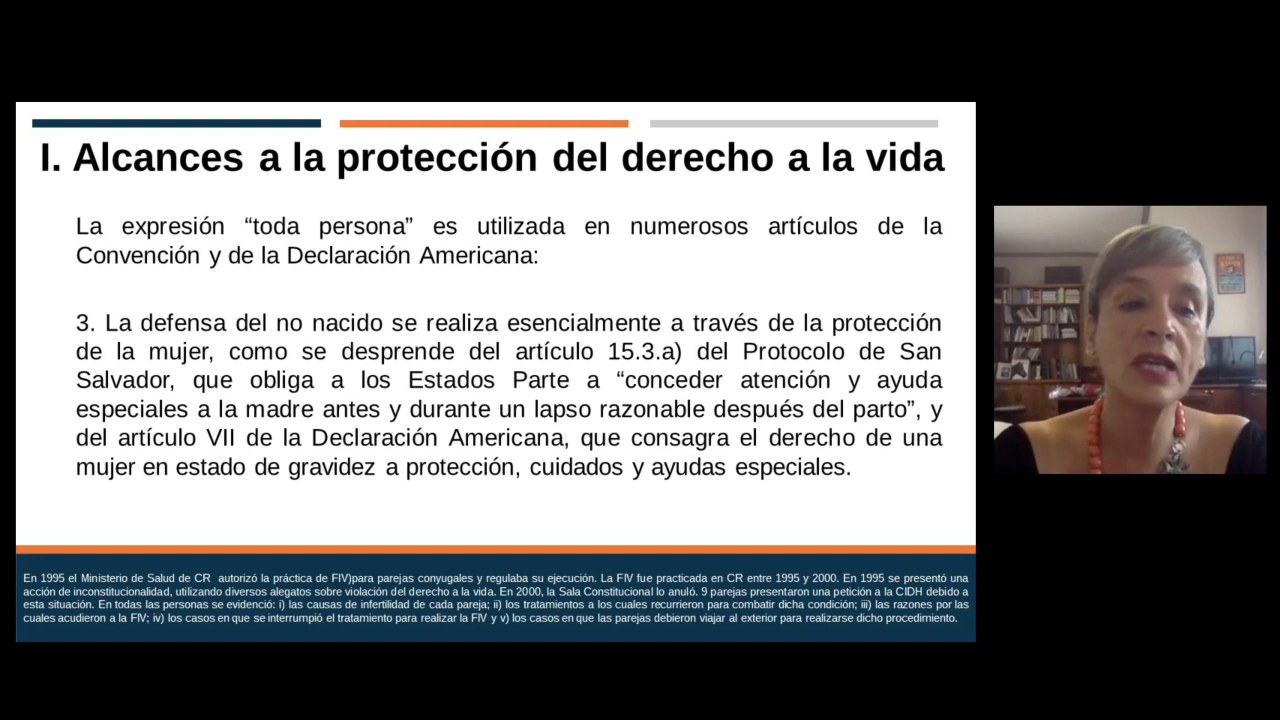 I. Alcances a la protección del derecho a la vida
La expresión “toda persona” es utilizada en numerosos artículos de la
Convención y de la Declaración Americana:
3. La defensa del no nacido se realiza esencialmente a través de la protección
de la mujer, como se desprende del artículo 15.3.a) del Protocolo de San
Salvador, que obliga a los Estados Parte a “conceder atención y ayuda
especiales a la madre antes y durante un lapso razonable después del parto”, y
del artículo VII de la Declaración Americana, que consagra el derecho de una
mujer en estado de gravidez a protección, cuidados y ayudas especiales.
En 1995 el Ministerio de Salud de CR autorizó la práctica de FIV)para parejas conyugales y regulaba su ejecución. La FIV fue practicada en CR entre 1995 y 2000. En 1995 se presentó una
acción de inconstitucionalidad, utilizando diversos alegatos sobre violación del derecho a la vida. En 2000, la Sala Constitucional lo anuló. 9 parejas presentaron una petición a la CIDH debido a
esta situación. En todas las personas se evidenció: i) las causas de infertilidad de cada pareja; ii) los tratamientos a los cuales recurrieron para combatir dicha condición; iii) las razones por las
cuales acudieron a la FIV; iv) los casos en que se interrumpió el tratamiento para realizar la FIV y v) los casos en que las parejas debieron viajar al exterior para realizarse dicho procedimiento.